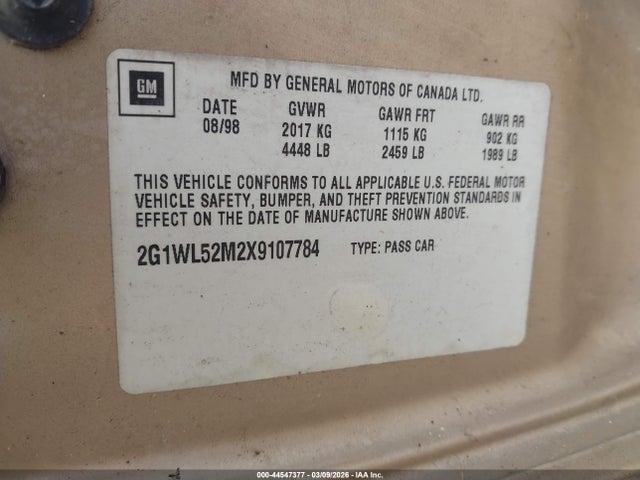 GM
MFD BY GENERAL MOTORS OF CANADA LTD.
DATE GVWR GAWR FRT GAWR RR
08/98 2017 KG 1115 KG 902 KG
4448 LB 2459 LB 1989 LB
THIS VEHICLE CONFORMS TO ALL APPLICABLE U.S. FEDERAL MOTOR
VEHICLE SAFETY, BUMPER, AND THEFT PREVENTION STANDARDS IN
EFFECT ON THE DATE OF MANUFACTURE SHOWN ABOVE.
2G1WL52M2X9107784 TYPE: PASS CAR
000-44547377 - 03/09/2026 - IAA Inc.